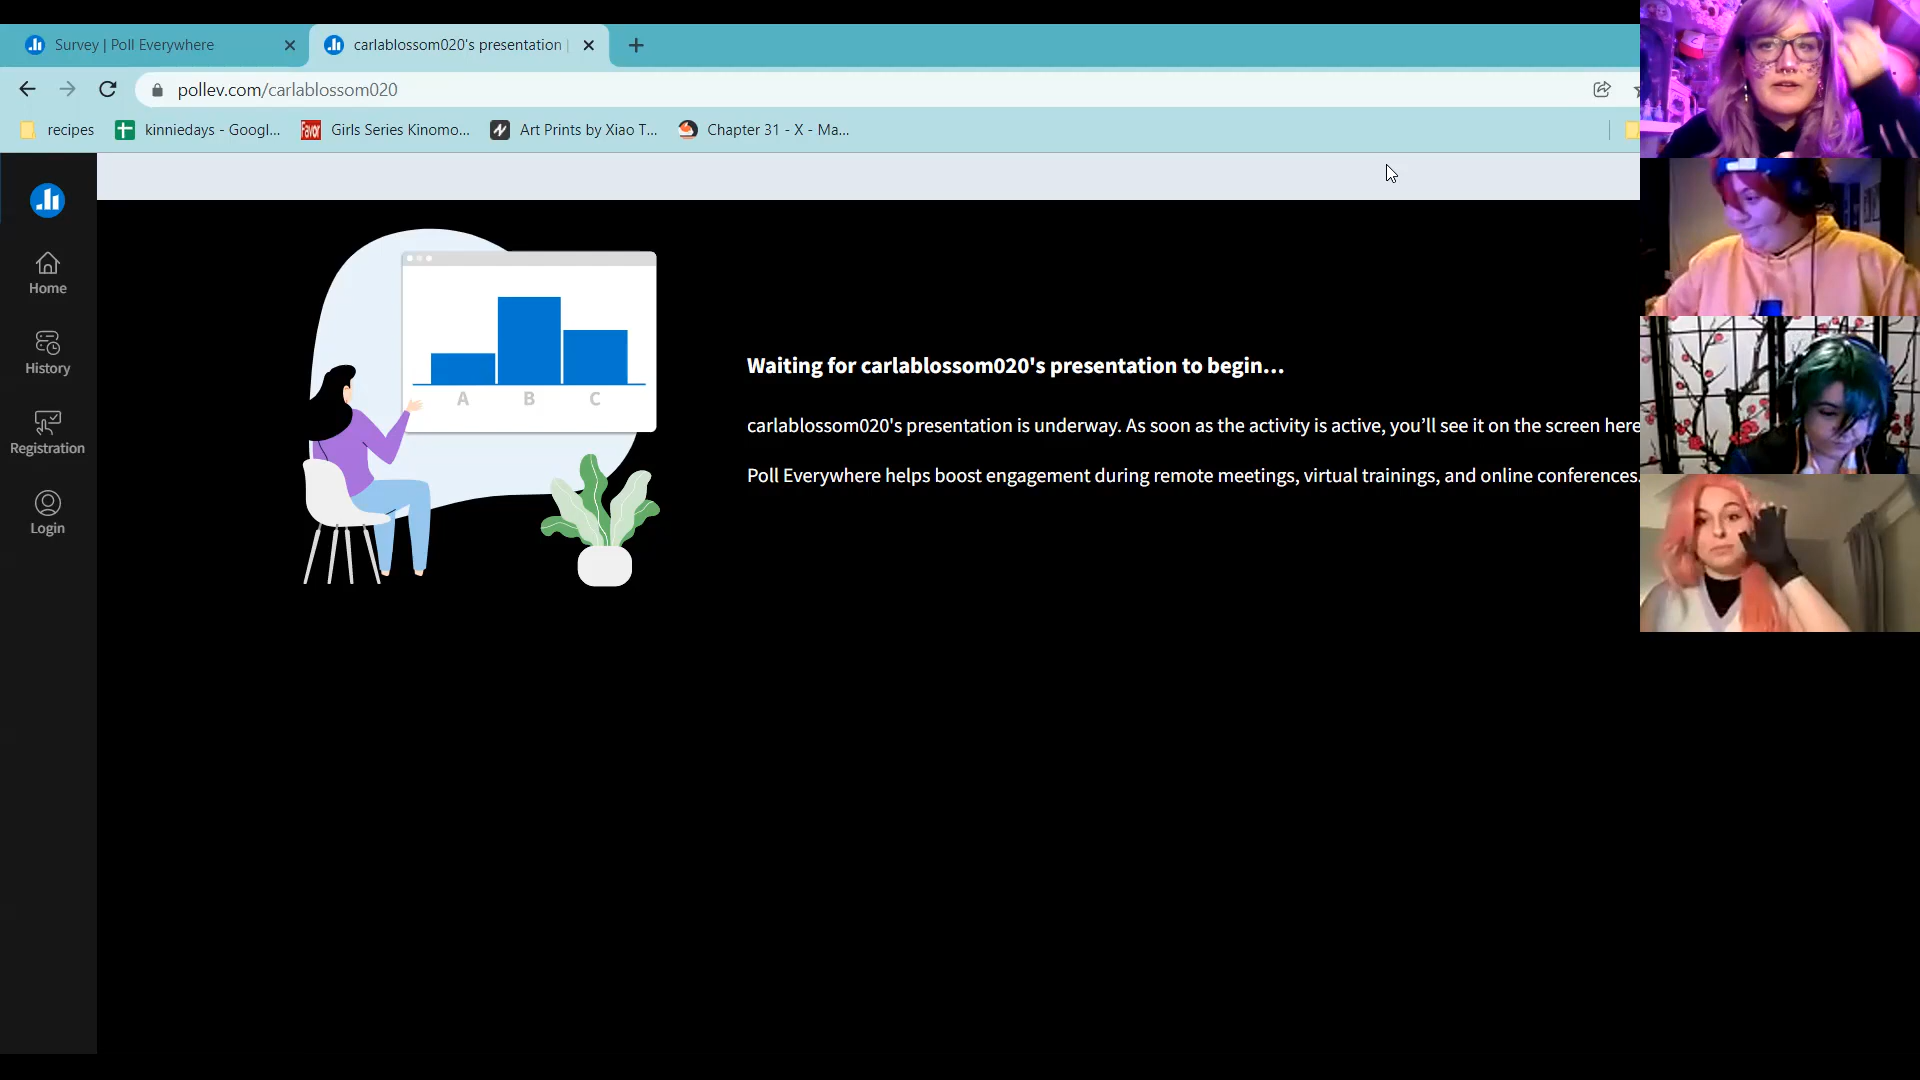 Survey | Poll Everywhere
carlablossom020's presentation |
pollev.com/carlablossom020
recipes
kinniedays - Googl...
Favor
Girls Series Kinomo...
Art Prints by Xiao T...
Chapter 31 - X - Ma...
Home
History
Registration
Login
A B C
Waiting for carlablossom020's presentation to begin...
carlablossom020's presentation is underway. As soon as the activity is active, you’ll see it on the screen here
Poll Everywhere helps boost engagement during remote meetings, virtual trainings, and online conferences.